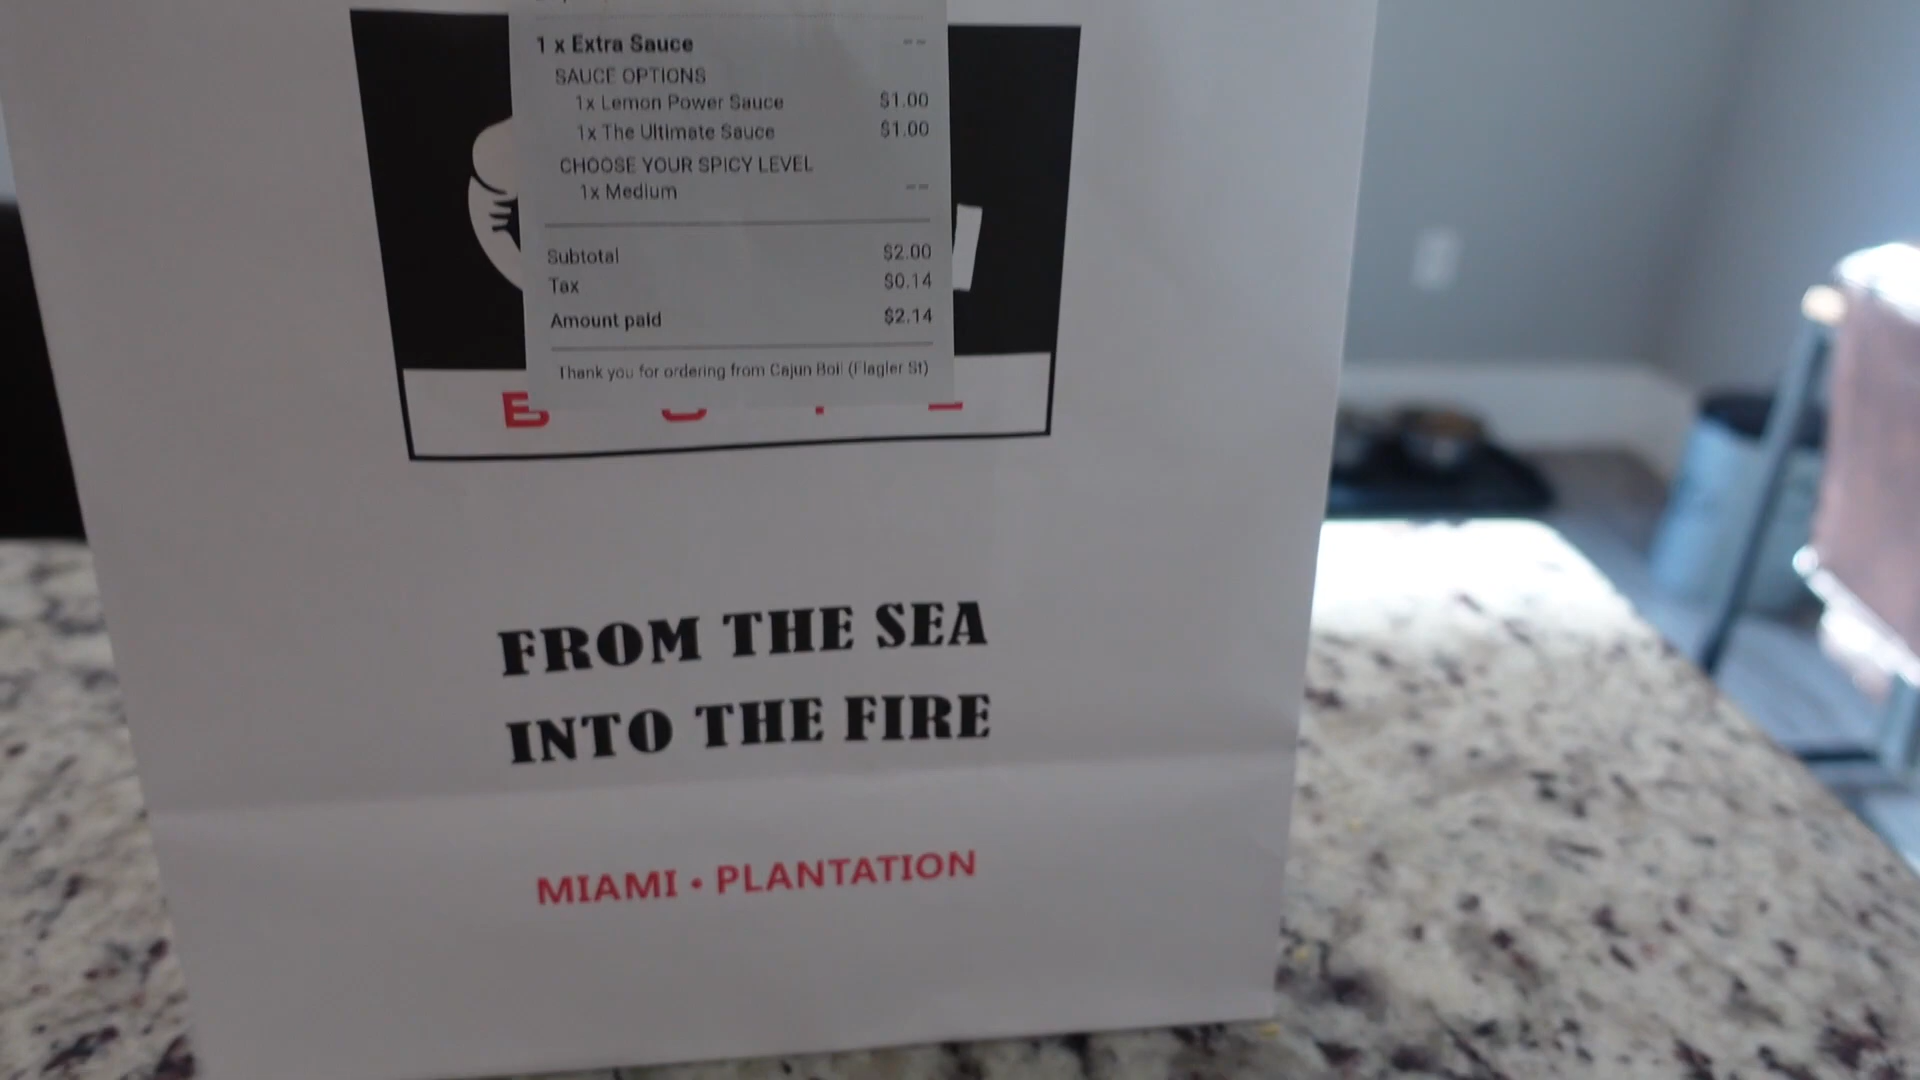 1 x Extra Sauce --
SAUCE OPTIONS
1x Lemon Power Sauce $1.00
1x The Ultimate Sauce $1.00
CHOOSE YOUR SPICY LEVEL
1x Medium --
Subtotal $2.00
Tax $0.14
Amount paid $2.14
Thank you for ordering from Cajun Boil (Flagler St)
FROM THE SEA
INTO THE FIRE
MIAMI • PLANTATION